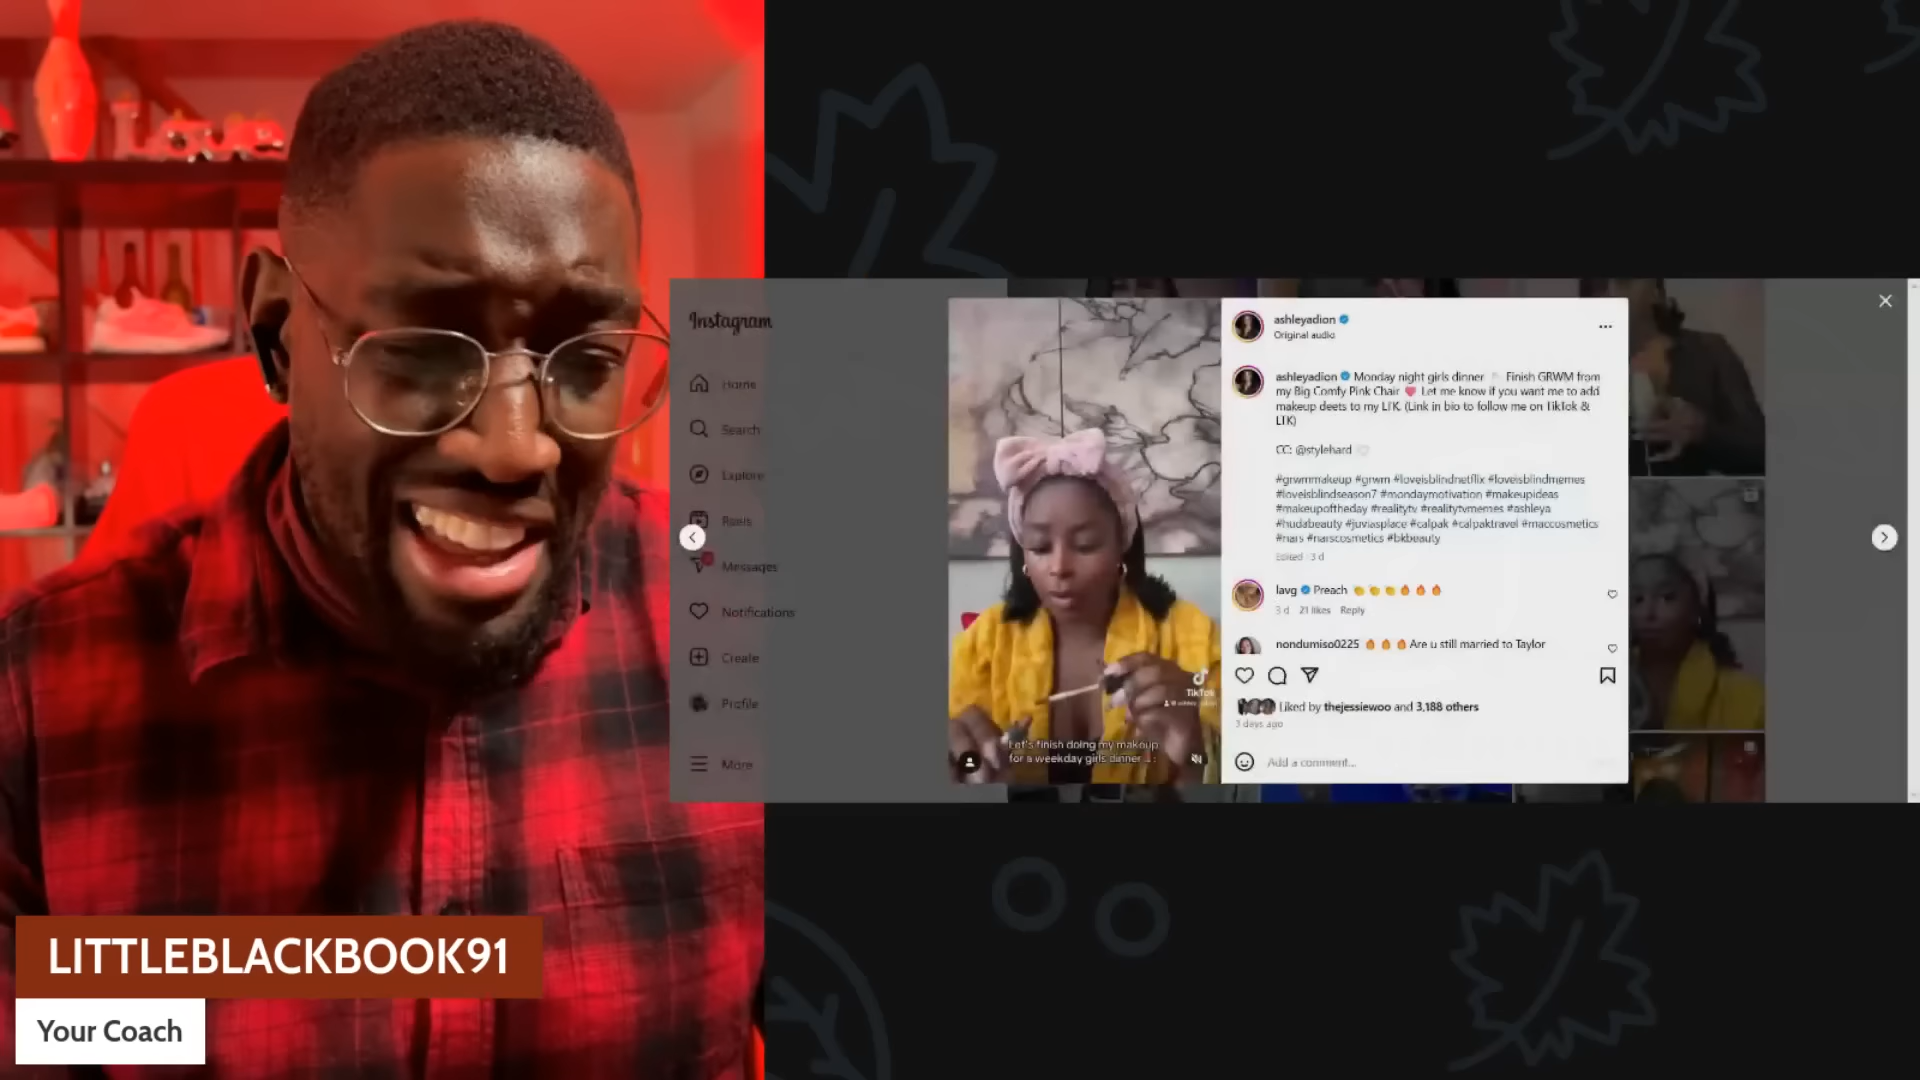 Instagram
Home
Search
Explore
Reels
Messages
Notifications
Create
Profile
More
TikTok
Let's finish doing my makeup
for a weekday girls dinner
ashleyadion
Original audio
ashleyadion Monday night girls dinner 🍽 Finish GRWM from
my Big Comfy Pink Chair 💗 Let me know if you want me to add
makeup deets to my LTK. (Link in bio to follow me on TikTok &
LTK)
CC: @stylehard 🤍
#grwmmakeup #grwm #loveisblindnetflix #loveisblindmemes
#loveisblindseason7 #mondaymotivation #makeupideas
#makeupoftheday #realitytv #realitytvmemes #ashleya
#hudabeauty #juviasplace #calpak #calpaktravel #maccosmetics
#nars #narscosmetics #bkbeauty
Edited · 3 d
lavg Preach 👏👏👏🔥🔥🔥
3 d 21 likes Reply
nondumiso0225 🔥🔥🔥Are u still married to Taylor
Liked by thejessiewoo and 3,188 others
3 days ago
Add a comment...
LITTLEBLACKBOOK91
Your Coach